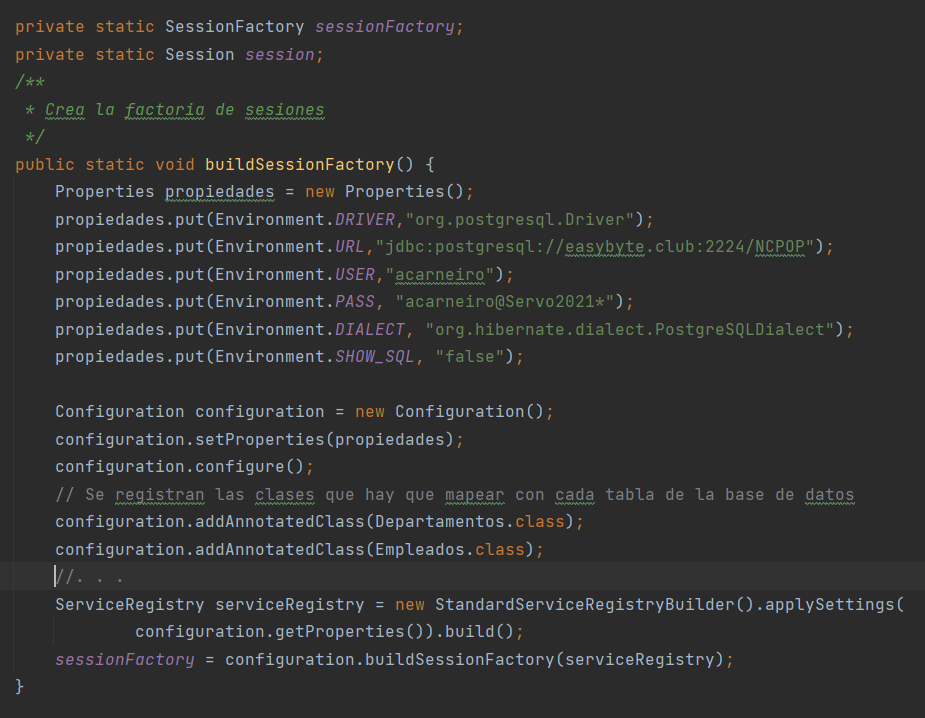 private static SessionFactory sessionFactory;
private static Session session;
/**
 * Crea la factoria de sesiones
 */
public static void buildSessionFactory() {
    Properties propiedades = new Properties();
    propiedades.put(Environment.DRIVER,"org.postgresql.Driver");
    propiedades.put(Environment.URL,"jdbc:postgresql://easybyte.club:2224/NCPOP");
    propiedades.put(Environment.USER,"acarneiro");
    propiedades.put(Environment.PASS, "acarneiro@Servo2021*");
    propiedades.put(Environment.DIALECT, "org.hibernate.dialect.PostgreSQLDialect");
    propiedades.put(Environment.SHOW_SQL, "false");

    Configuration configuration = new Configuration();
    configuration.setProperties(propiedades);
    configuration.configure();
    // Se registran las clases que hay que mapear con cada tabla de la base de datos
    configuration.addAnnotatedClass(Departamentos.class);
    configuration.addAnnotatedClass(Empleados.class);
    //. . .
    ServiceRegistry serviceRegistry = new StandardServiceRegistryBuilder().applySettings(
            configuration.getProperties()).build();
    sessionFactory = configuration.buildSessionFactory(serviceRegistry);
}